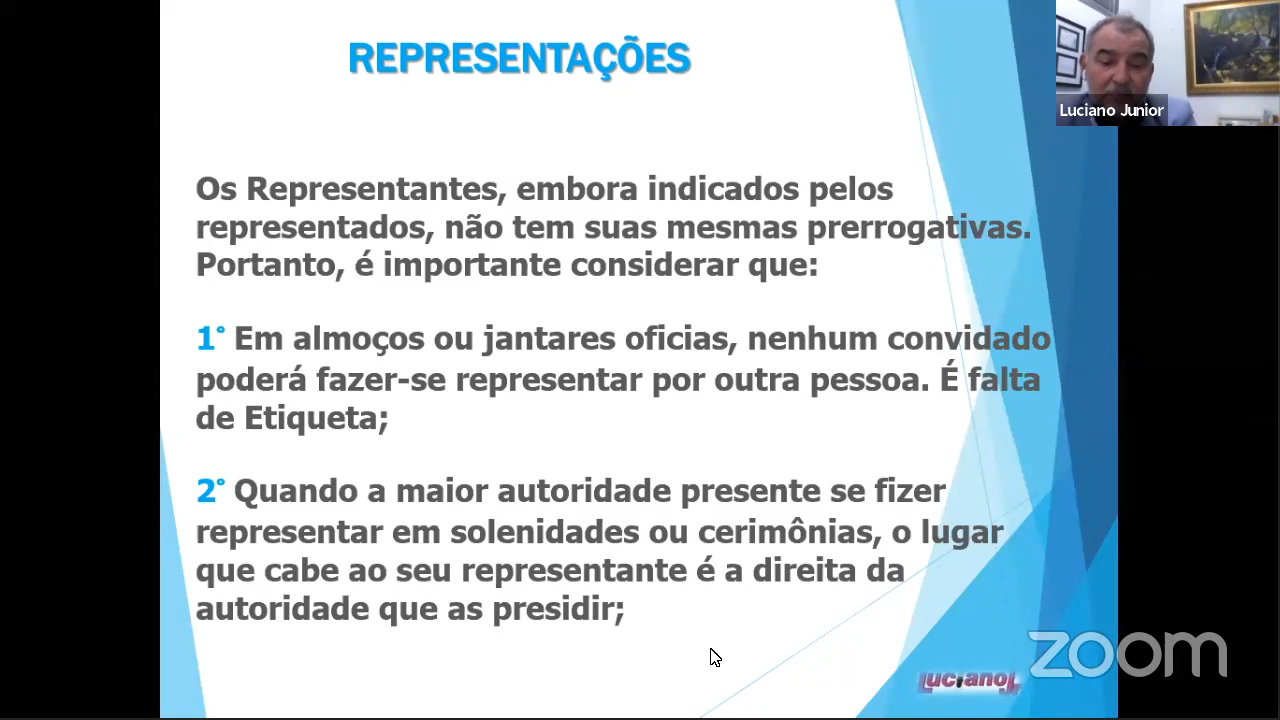 REPRESENTAÇÕES
Luciano Junior
Os Representantes, embora indicados pelos
representados, não tem suas mesmas prerrogativas.
Portanto, é importante considerar que:
1° Em almoços ou jantares oficias, nenhum convidado
poderá fazer-se representar por outra pessoa. É falta
de Etiqueta;
2° Quando a maior autoridade presente se fizer
representar em solenidades ou cerimônias, o lugar
que cabe ao seu representante é a direita da
autoridade que as presidir;
zoom
LucianoJr